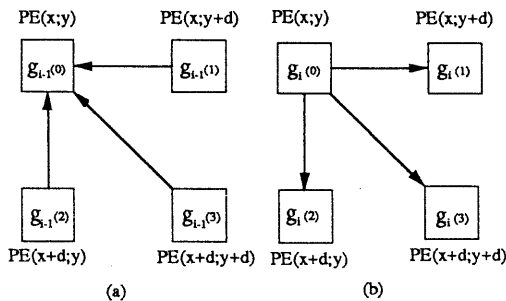 PE(x;y) PE(x;y+d) PE(x;y) PE(x;y+d)
g_{i-1}(0) g_{i-1}(1) g_i(0) g_i(1)
g_{i-1}(2) g_{i-1}(3) g_i(2) g_i(3)
PE(x+d;y) PE(x+d;y+d) PE(x+d;y) PE(x+d;y+d)
(a) (b)